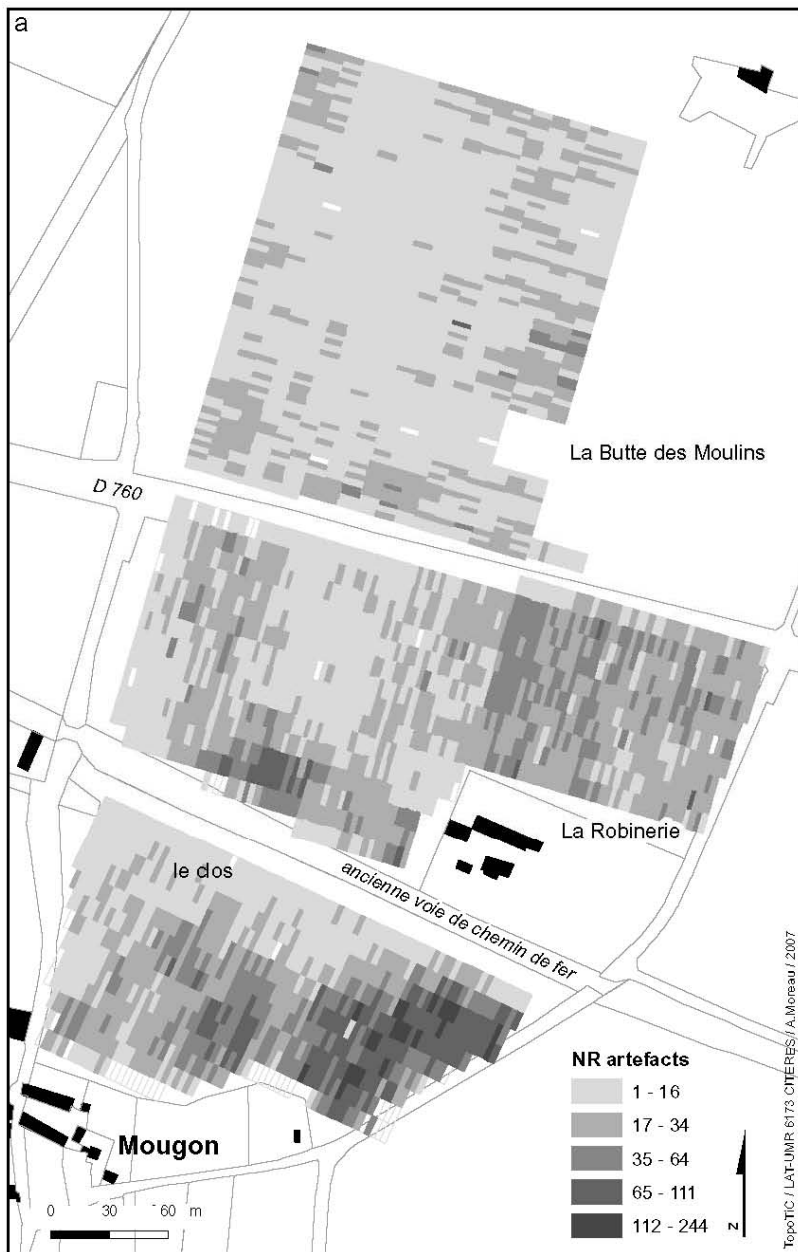 a
La Butte des Moulins
D 760
La Robinerie
le clos
ancienne voie de chemin de fer
Mougon
0 30 60 m
NR artefacts
1 - 16
17 - 34
35 - 64
65 - 111
112 - 244
N
TopoTiC / LAT-UMR 6173 CITERES / A.Moreau / 2007